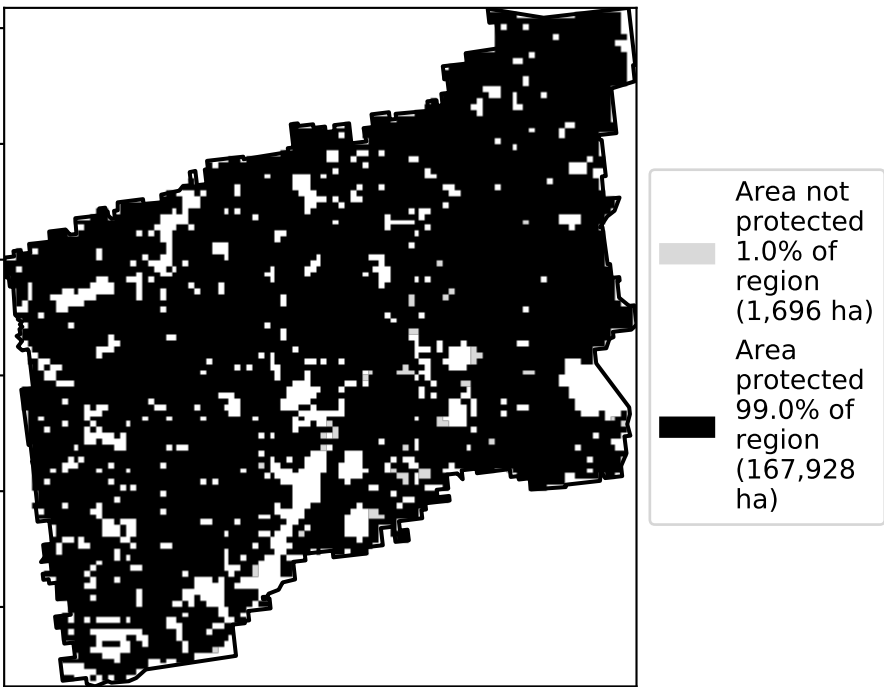 Area not
protected
1.0% of
region
(1,696 ha)
Area
protected
99.0% of
region
(167,928
ha)